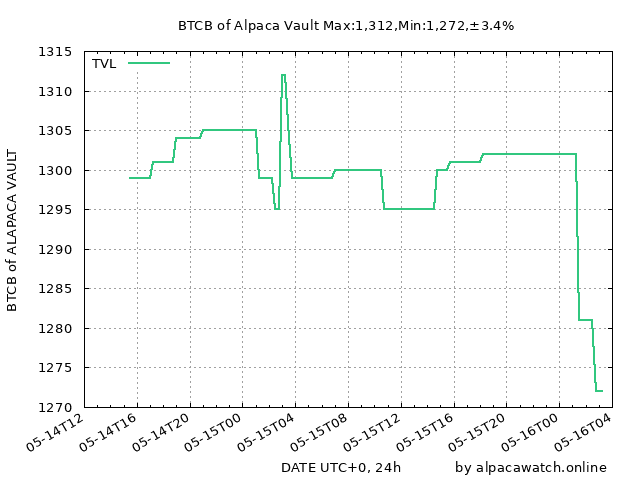 BTCB of Alpaca Vault Max:1,312,Min:1,272,±3.4%
TVL
1315
1310
1305
1300
1295
1290
1285
1280
1275
1270
BTCB of ALAPACA VAULT
05-14T12
05-14T16
05-14T20
05-15T00
05-15T04
05-15T08
05-15T12
05-15T16
05-15T20
05-16T00
05-16T04
DATE UTC+0, 24h
by alpacawatch.online